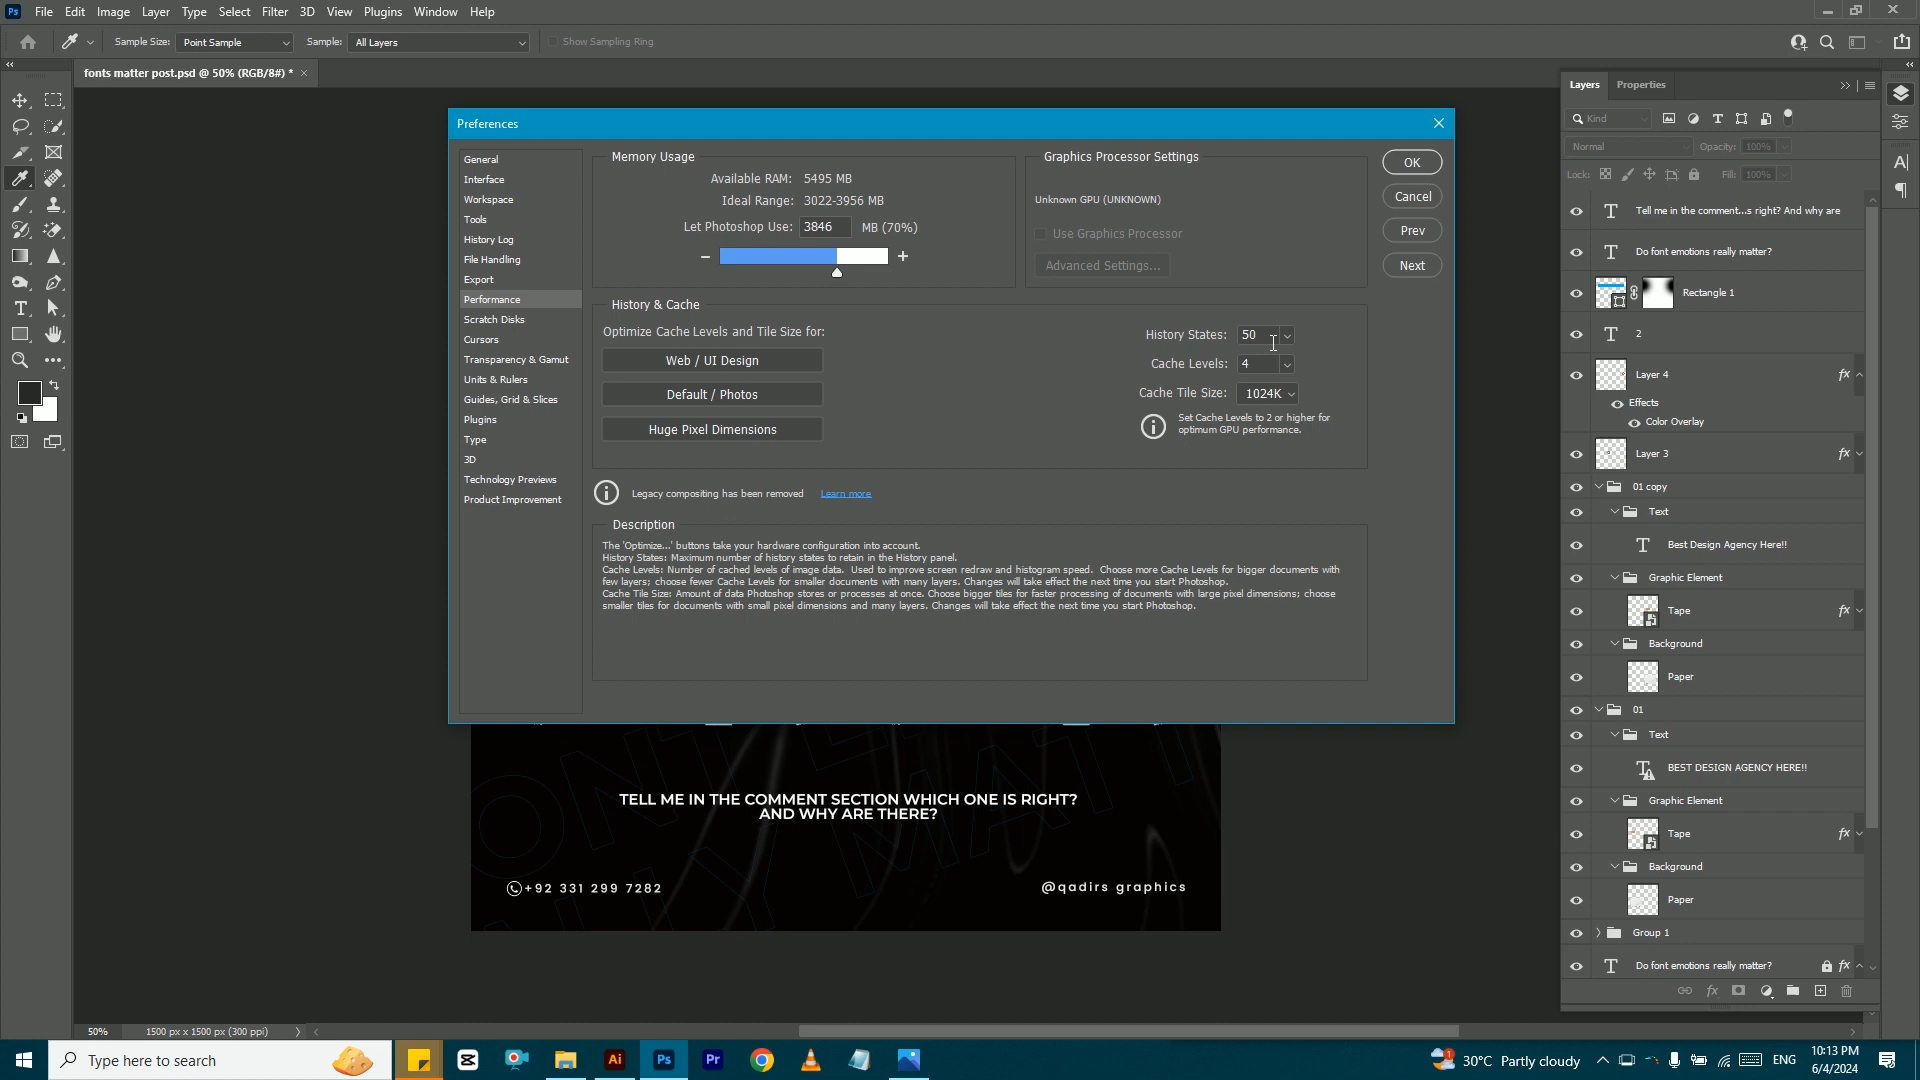 Ps File Edit Image Layer Type Select Filter 3D View Plugins Window Help
Sample Size: Point Sample Sample: All Layers Show Sampling Ring
fonts matter post.psd @ 50% (RGB/8#) * ×
Preferences
General
Interface
Workspace
Tools
History Log
File Handling
Export
Performance
Scratch Disks
Cursors
Transparency & Gamut
Units & Rulers
Guides, Grid & Slices
Plugins
Type
3D
Technology Previews
Product Improvement
Memory Usage
Available RAM: 5495 MB
Ideal Range: 3022-3956 MB
Let Photoshop Use: 3846 MB (70%)
Graphics Processor Settings
Unknown GPU (UNKNOWN)
Use Graphics Processor
Advanced Settings...
OK
Cancel
Prev
Next
History & Cache
Optimize Cache Levels and Tile Size for:
Web / UI Design
Default / Photos
Huge Pixel Dimensions
History States: 50
Cache Levels: 4
Cache Tile Size: 1024K
Set Cache Levels to 2 or higher for
optimum GPU performance.
Legacy compositing has been removed Learn more
Description
The 'Optimize...' buttons take your hardware configuration into account.
History States: Maximum number of history states to retain in the History panel.
Cache Levels: Number of cached levels of image data. Used to improve screen redraw and histogram speed. Choose more Cache Levels for bigger documents with
few layers; choose fewer Cache Levels for smaller documents with many layers. Changes will take effect the next time you start Photoshop.
Cache Tile Size: Amount of data Photoshop stores or processes at once. Choose bigger tiles for faster processing of documents with large pixel dimensions; choose
smaller tiles for documents with small pixel dimensions and many layers. Changes will take effect the next time you start Photoshop.
TELL ME IN THE COMMENT SECTION WHICH ONE IS RIGHT?
AND WHY ARE THERE?
+92 331 299 7282
@qadirs graphics
Layers Properties
Kind
Normal Opacity: 100%
Lock: Fill: 100%
Tell me in the comment...s right? And why are
Do font emotions really matter?
Rectangle 1
2
Layer 4 fx
Effects
Color Overlay
Layer 3 fx
01 copy
Text
Best Design Agency Here!!
Graphic Element
Tape fx
Background
Paper
01
Text
BEST DESIGN AGENCY HERE!!
Graphic Element
Tape fx
Background
Paper
Group 1
Do font emotions really matter? fx
50% 1500 px x 1500 px (300 ppi)
Type here to search
Ai Ps Pr
30°C Partly cloudy
ENG
10:13 PM
6/4/2024